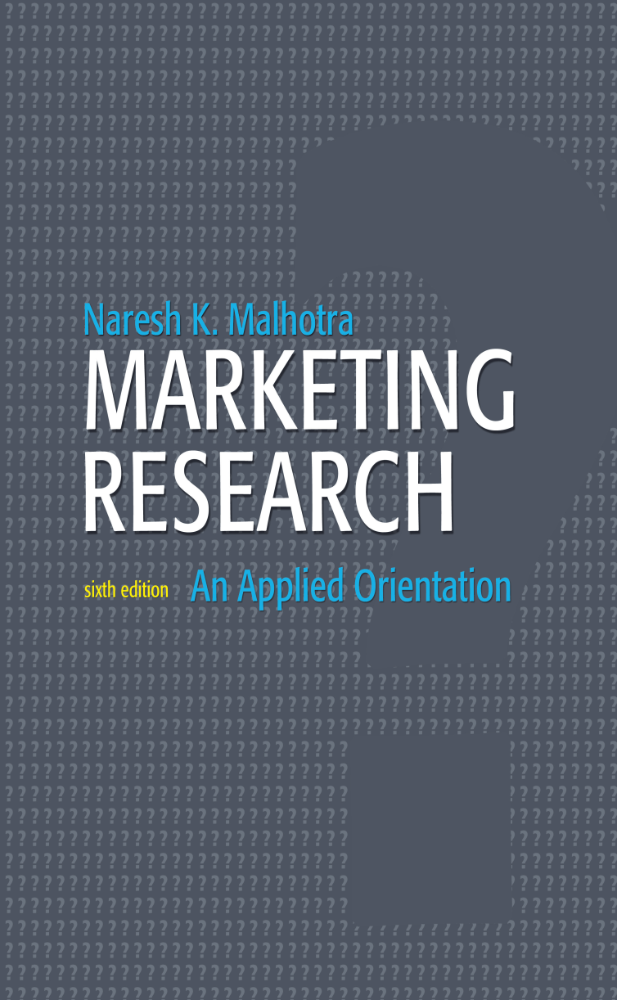 Naresh K. Malhotra
MARKETING
RESEARCH
sixth edition An Applied Orientation